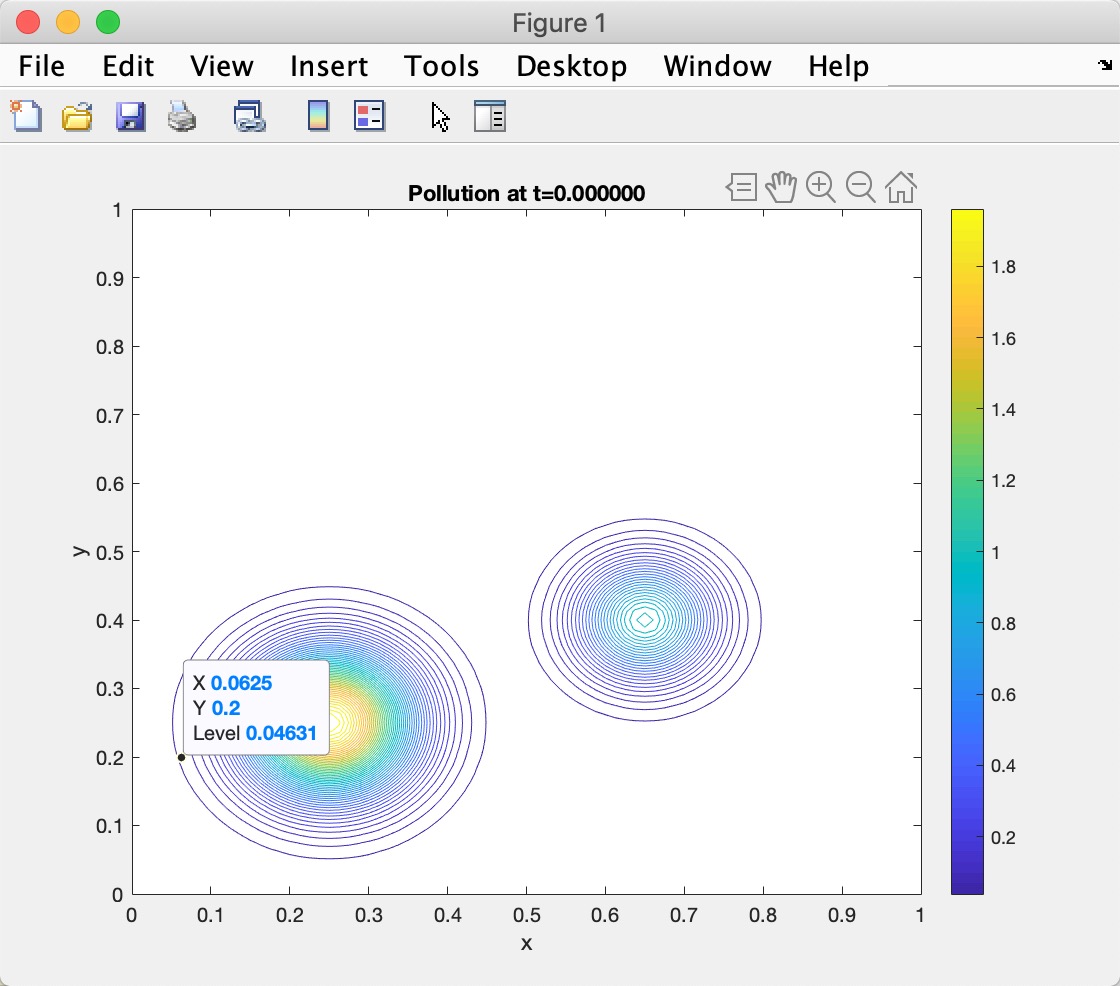 Figure 1
File Edit View Insert Tools Desktop Window Help
Pollution at t=0.000000
1
0.9
0.8
0.7
0.6
0.5
0.4
0.3
0.2
0.1
0
y
X 0.0625
Y 0.2
Level 0.04631
0 0.1 0.2 0.3 0.4 0.5 0.6 0.7 0.8 0.9 1
x
1.8
1.6
1.4
1.2
1
0.8
0.6
0.4
0.2